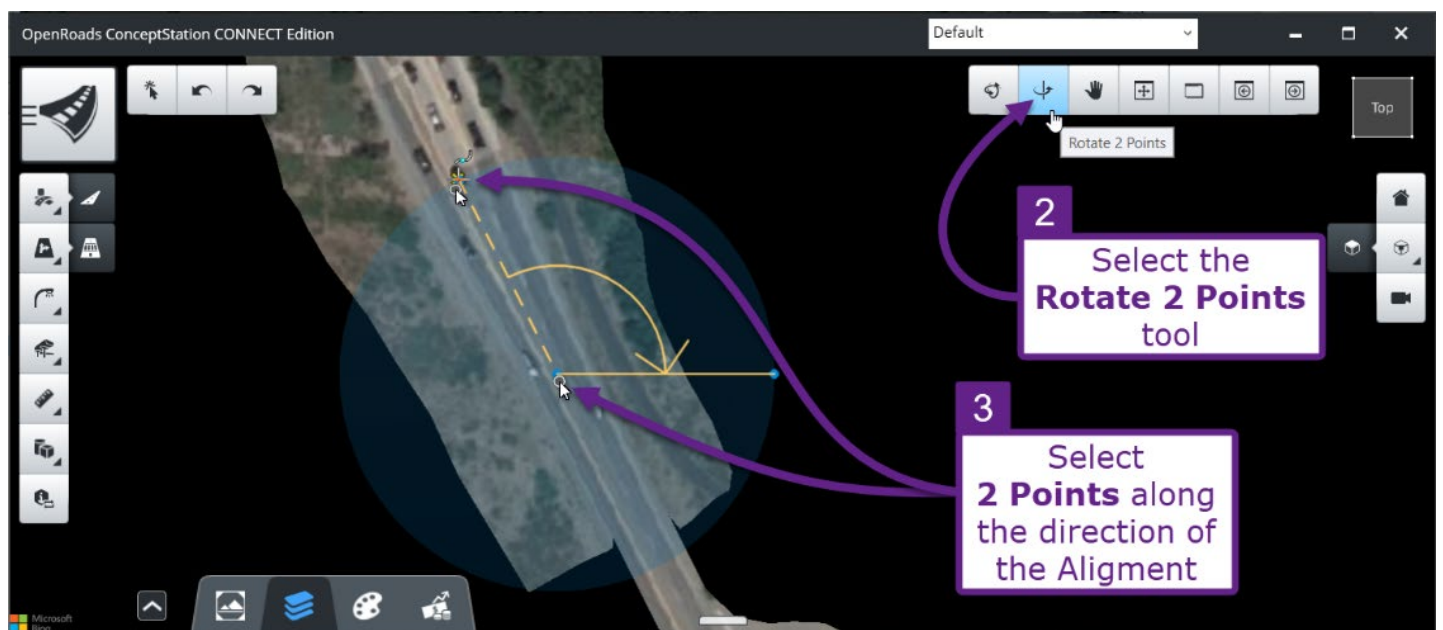 OpenRoads ConceptStation CONNECT Edition
Default
Top
Rotate 2 Points
2
Select the
Rotate 2 Points
tool
3
Select
2 Points along
the direction of
the Aligment
Microsoft
Bing